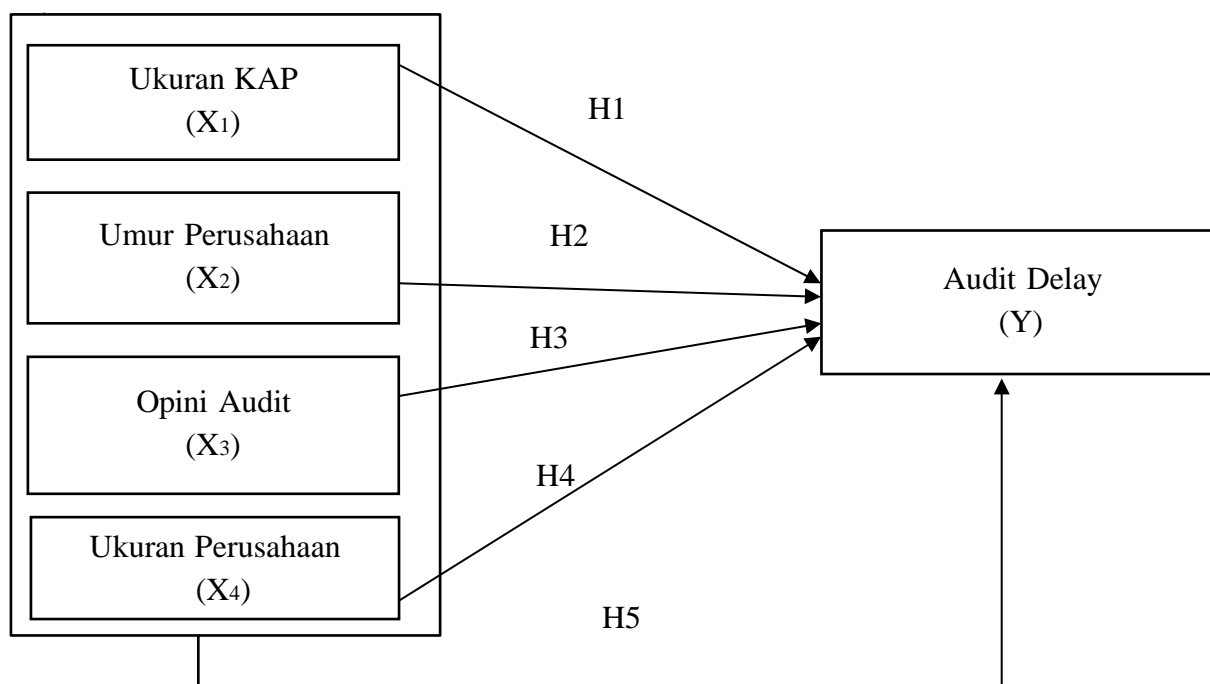 Ukuran KAP
(X1)
H1
Umur Perusahaan
(X2)
H2
Audit Delay
(Y)
H3
Opini Audit
(X3)
H4
Ukuran Perusahaan
(X4)
H5